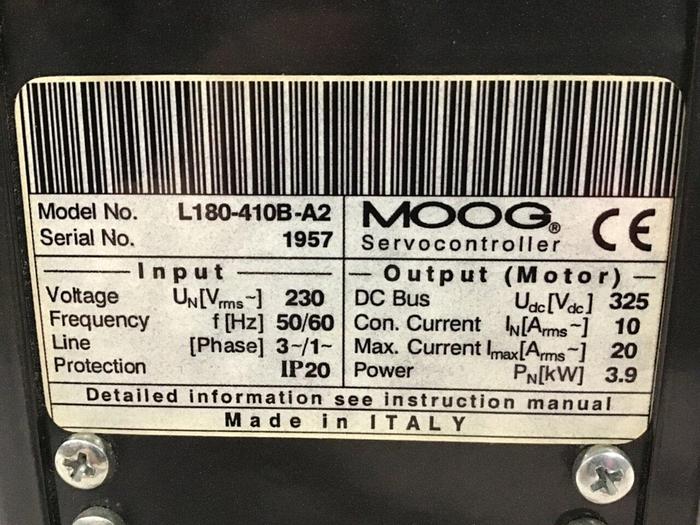 Model No. L180-410B-A2
Serial No. 1957
MOOG®
Servocontroller CE
Input
Voltage UN[Vrms~] 230
Frequency f[Hz] 50/60
Line [Phase] 3~/1~
Protection IP20
Output (Motor)
DC Bus Udc[Vdc] 325
Con. Current IN[Arms~] 10
Max. Current Imax[Arms~] 20
Power PN[kW] 3.9
Detailed information see instruction manual
Made in ITALY